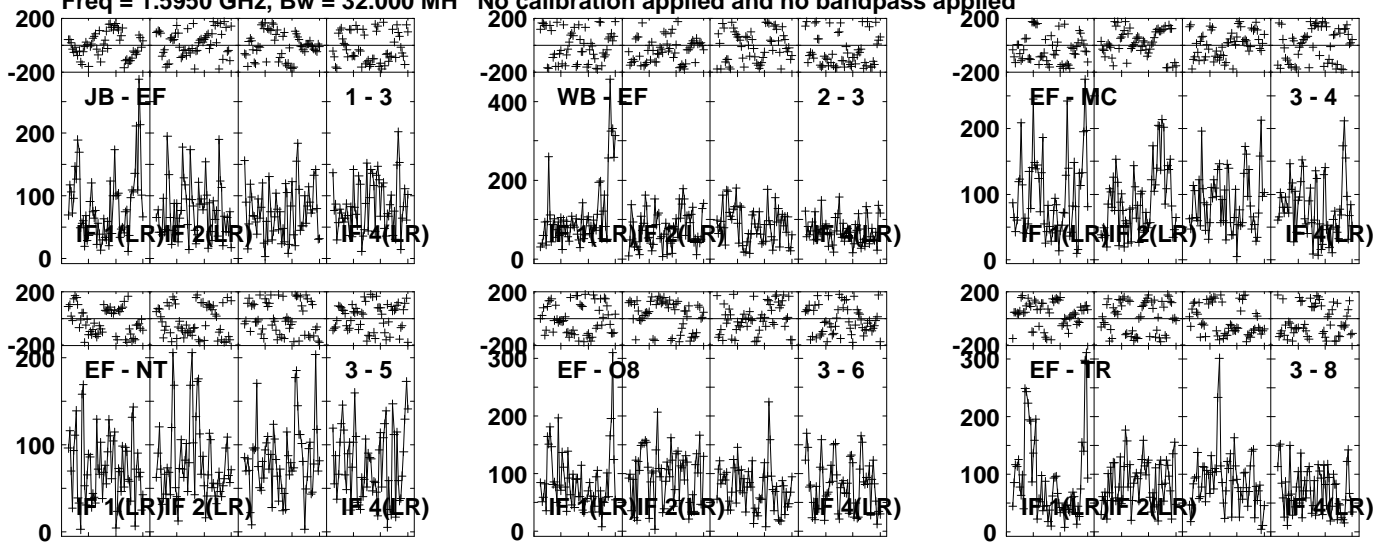 Freq = 1.5950 GHz, Bw = 32.000 MH No calibration applied and no bandpass applied
200
-200
JB - EF 1 - 3
200
100
0
IF 1(LR) IF 2(LR) IF 4(LR)
200
-200
WB - EF 2 - 3
400
200
0
IF 1(LR) IF 2(LR) IF 4(LR)
200
-200
EF - MC 3 - 4
200
100
0
IF 1(LR) IF 2(LR) IF 4(LR)
200
-200
200
EF - NT 3 - 5
100
0
IF 1(LR) IF 2(LR) IF 4(LR)
200
-200
300
EF - O8 3 - 6
200
100
0
IF 1(LR) IF 2(LR) IF 4(LR)
200
-200
300
EF - TR 3 - 8
200
100
0
IF 1(LR) IF 2(LR) IF 4(LR)